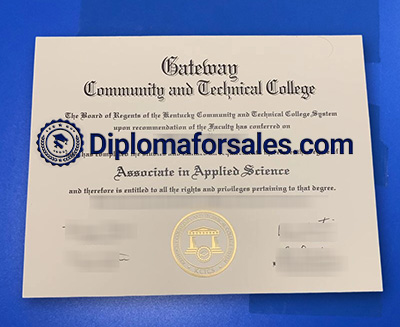 Gateway
Community and Technical College
The Board of Regents of the Kentucky Community and Technical College System
upon recommendation of the Faculty has conferred on
Diplomaforsales.com
has
Associate in Applied Science
and therefore is entitled to all the rights and privileges pertaining to that degree.